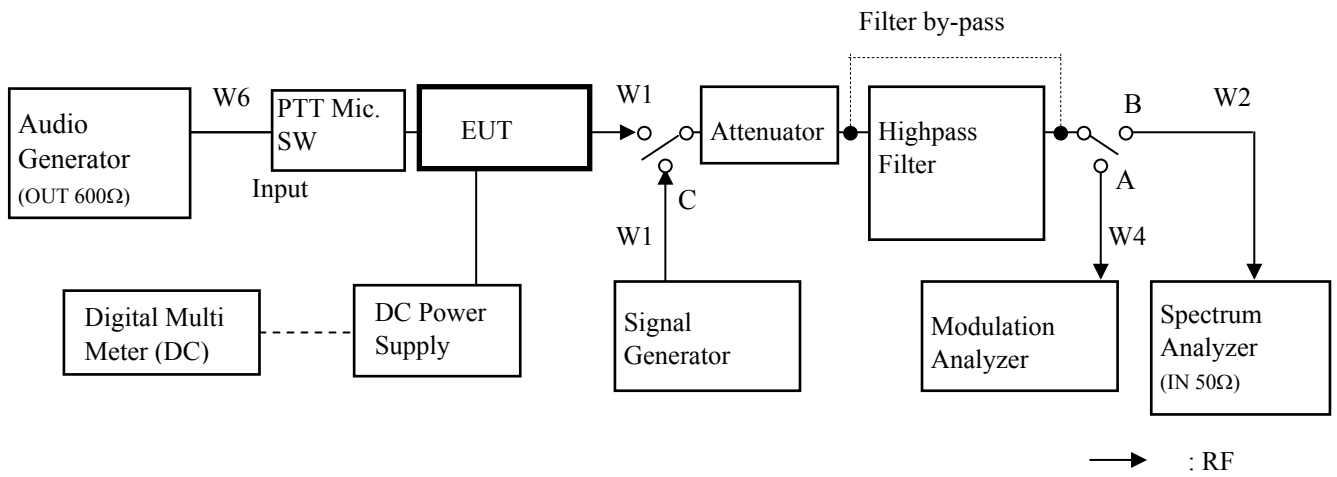 Filter by-pass
Audio
Generator
(OUT 600Ω)
W6
PTT Mic.
SW
Input
EUT
W1
Attenuator
Highpass
Filter
B
W2
A
C
W1
W4
Digital Multi
Meter (DC)
DC Power
Supply
Signal
Generator
Modulation
Analyzer
Spectrum
Analyzer
(IN 50Ω)
: RF